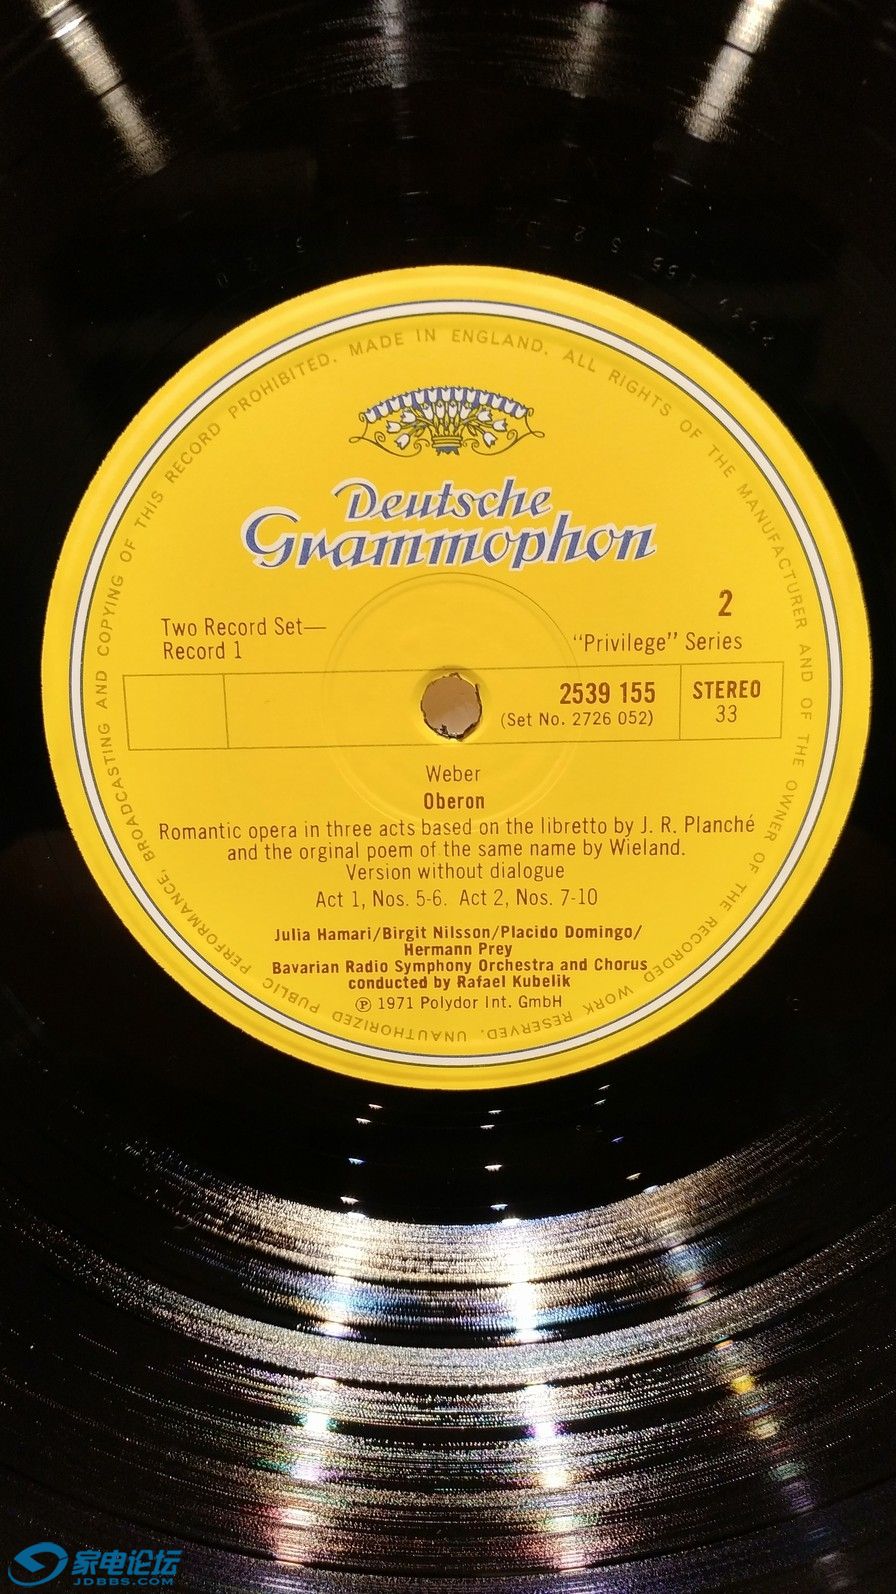 MADE IN ENGLAND. ALL RIGHTS OF THE MANUFACTURER AND OF THE OWNER OF THE RECORDED WORK RESERVED. UNAUTHORIZED PUBLIC PERFORMANCE, BROADCASTING AND COPYING OF THIS RECORD PROHIBITED.
Deutsche
Grammophon
2
Two Record Set—
Record 1
"Privilege" Series
2539 155
(Set No. 2726 052)
STEREO
33
Weber
Oberon
Romantic opera in three acts based on the libretto by J. R. Planché
and the orginal poem of the same name by Wieland.
Version without dialogue
Act 1, Nos. 5-6. Act 2, Nos. 7-10
Julia Hamari/Birgit Nilsson/Placido Domingo/
Hermann Prey
Bavarian Radio Symphony Orchestra and Chorus
conducted by Rafael Kubelik
℗ 1971 Polydor Int. GmbH
家电论坛
JDBBS.COM